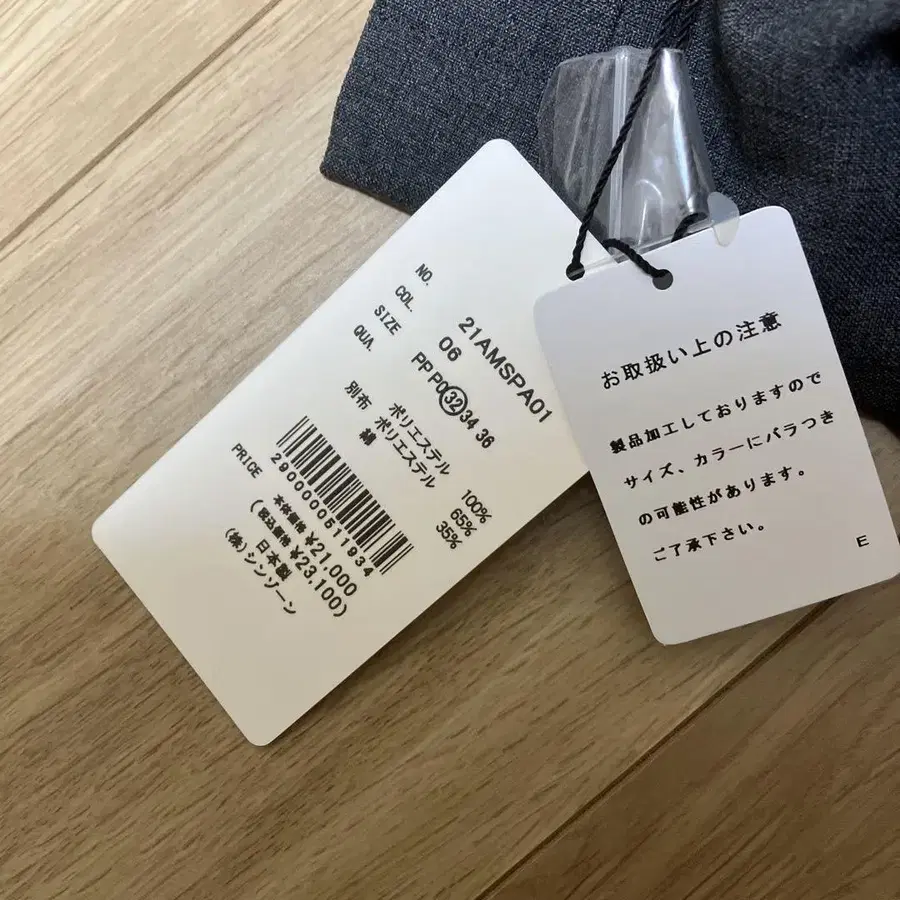 NO. 21AMSPA01
COL. 06
SIZE PP P0 32 34 36
QUA. ポリエステル 100%
別布 ポリエステル 65%
綿 35%
2900000511934
PRICE 本体価格 ¥21,000
(税込価格 ¥23,100)
日本製
(株)シンゾーン
お取扱い上の注意
製品加工しておりますので
サイズ、カラーにバラつき
の可能性があります。
ご了承下さい。
E